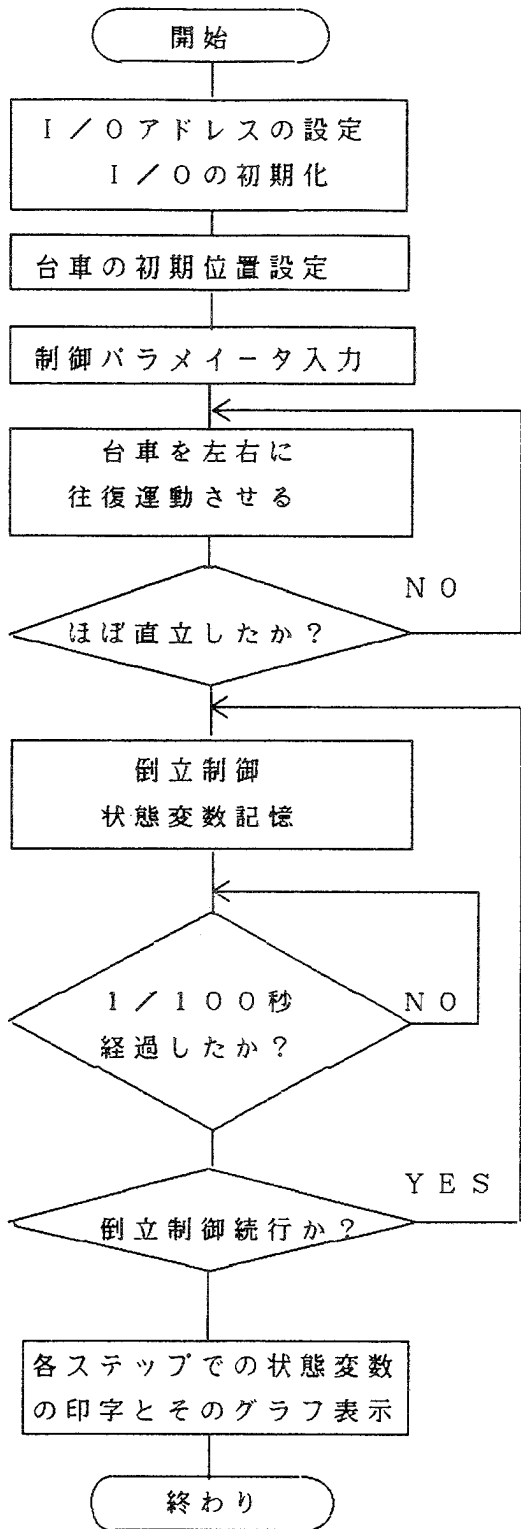 開始
I/Oアドレスの設定
I/Oの初期化
台車の初期位置設定
制御パラメイータ入力
台車を左右に
往復運動させる
NO
ほぼ直立したか?
倒立制御
状態変数記憶
1/100秒
NO
経過したか?
YES
倒立制御続行か?
各ステップでの状態変数
の印字とそのグラフ表示
終わり